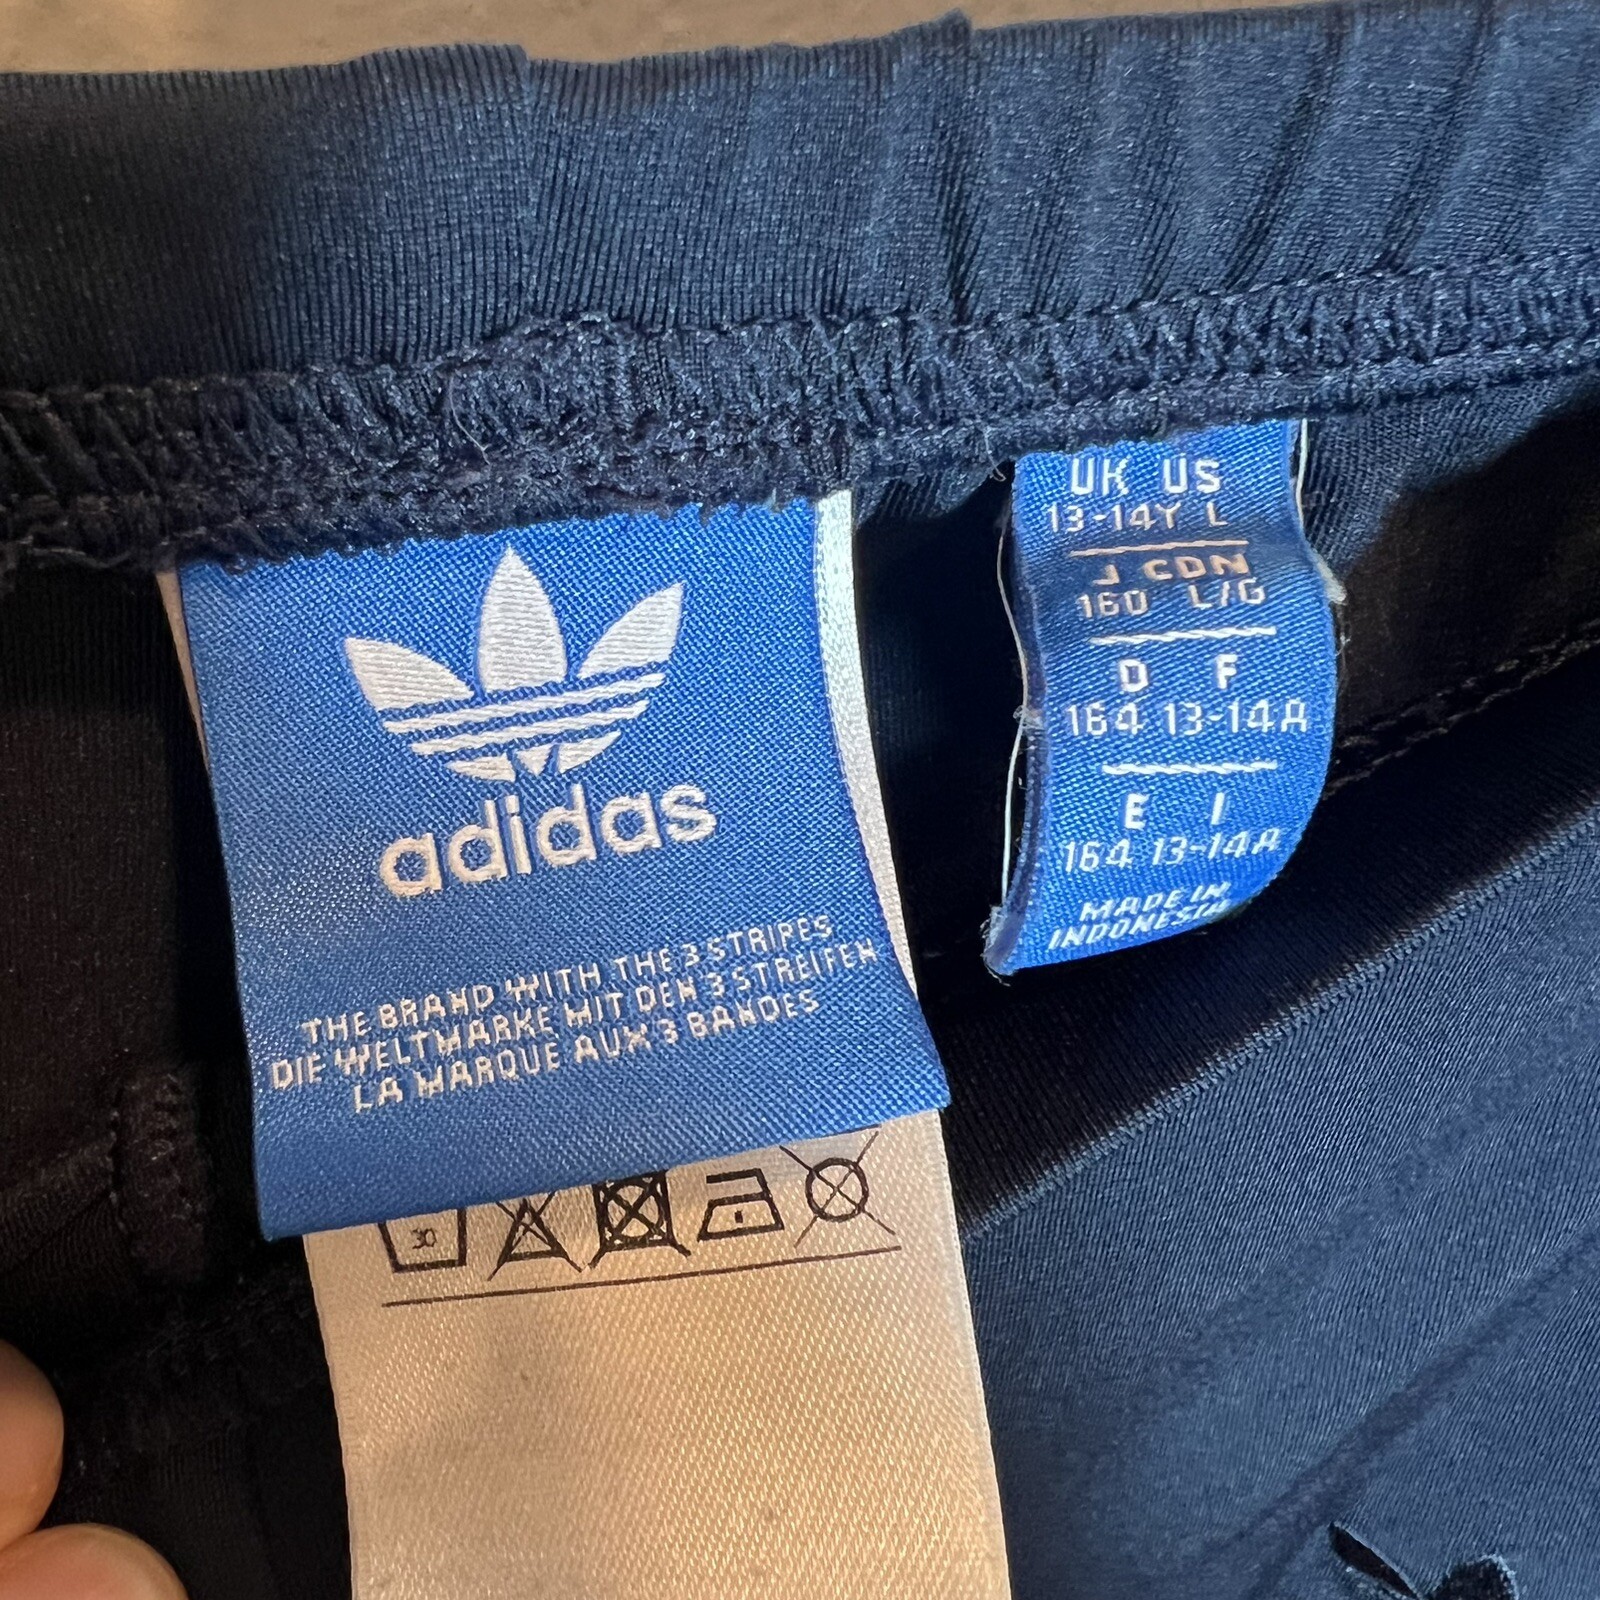 adidas
THE BRAND WITH THE 3 STRIPES
DIE WELTMARKE MIT DEN 3 STREIFEN
LA MARQUE AUX 3 BANDES
30
UK US
13-14Y L
J CDN
160 L/G
D F
164 13-14A
E I
164 13-14A
MADE IN
INDONESIA